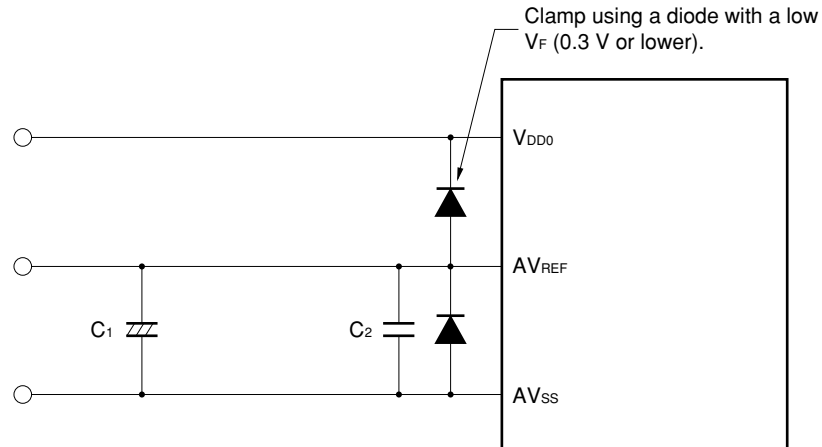 Clamp using a diode with a low
VF (0.3 V or lower).
VDD0
AVREF
C1
C2
AVSS